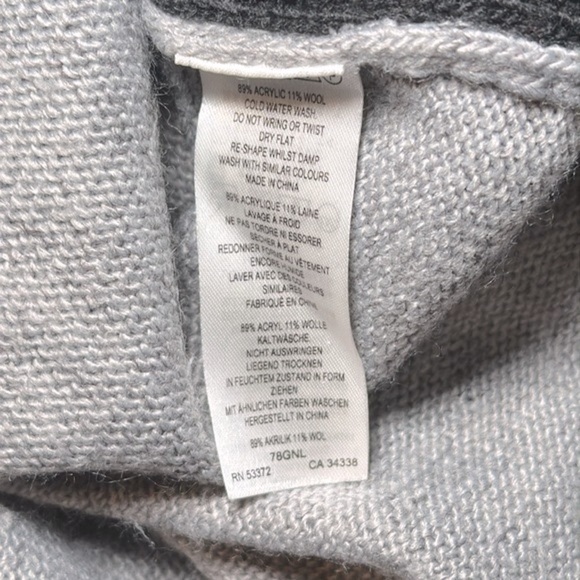 89% ACRYLIC 11% WOOL
COLD WATER WASH
DO NOT WRING OR TWIST
DRY FLAT
RE-SHAPE WHILST DAMP
WASH WITH SIMILAR COLOURS
MADE IN CHINA
89% ACRYLIQUE 11% LAINE
LAVAGE À FROID
NE PAS TORDRE NI ESSORER
SÉCHER À PLAT
REDONNER FORME AU VÊTEMENT
ENCORE HUMIDE
LAVER AVEC DES COULEURS
SIMILAIRES
FABRIQUÉ EN CHINE
89% ACRYL 11% WOLLE
KALTWÄSCHE
NICHT AUSWRINGEN
LIEGEND TROCKNEN
IN FEUCHTEM ZUSTAND IN FORM
ZIEHEN
MIT ÄHNLICHEN FARBEN WASCHEN
HERGESTELLT IN CHINA
89% AKRILIK 11% WOL
78GNL
RN 53372 CA 34338